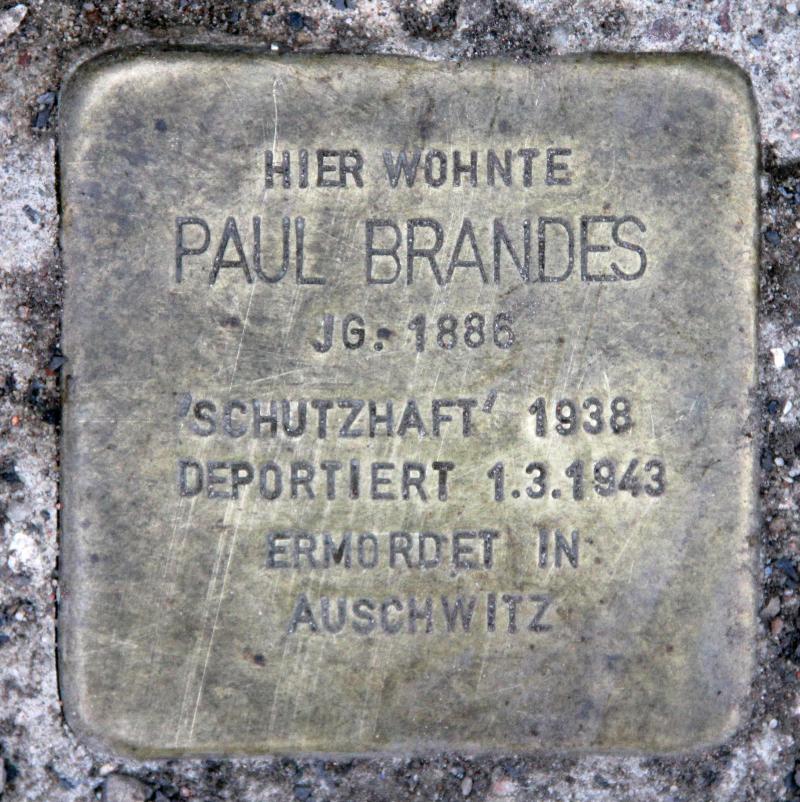 HIER WOHNTE
PAUL BRANDES
JG. 1886
'SCHUTZHAFT' 1938
DEPORTIERT 1.3.1943
ERMORDET IN
AUSCHWITZ